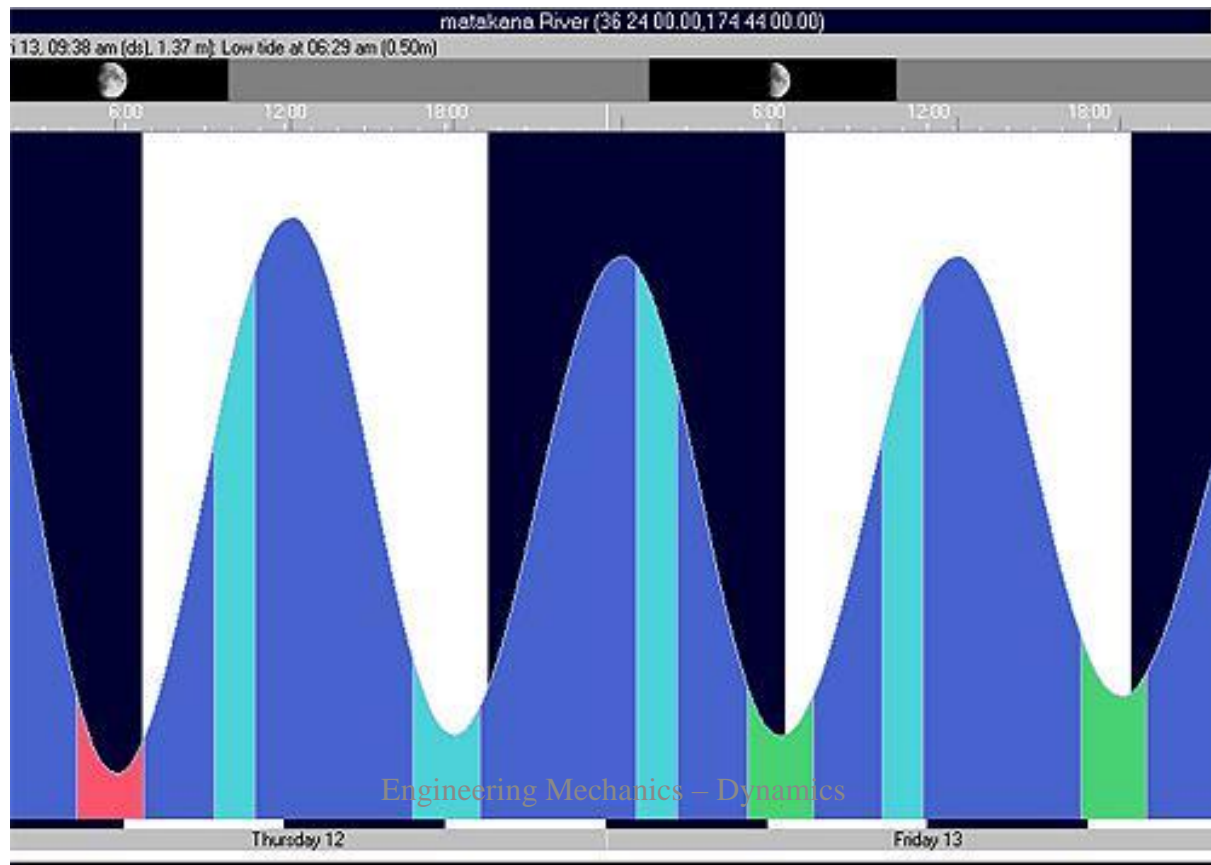 matakana River (36 24 00.00,174 44 00.00)
i 13, 09:38 am (ds), 1.37 m]: Low tide at 06:29 am (0.50m)
6:00 12:00 18:00 6:00 12:00 18:00
Engineering Mechanics – Dynamics
Thursday 12 Friday 13